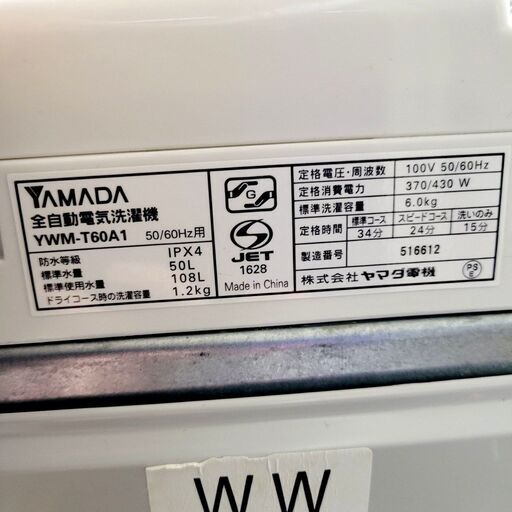 YAMADA
全自動電気洗濯機
YWM-T60A1 50/60Hz用
防水等級 IPX4
標準水量 50L
標準使用水量 108L
ドライコース時の洗濯容量 1.2kg
G
JET
1628
Made in China
定格電圧・周波数 100V 50/60Hz
定格消費電力 370/430 W
標準洗濯容量 6.0kg
定格時間 標準コース スピードコース 洗いのみ
34分 24分 15分
製造番号 516612
株式会社 ヤマダ電機
PS
E
WW